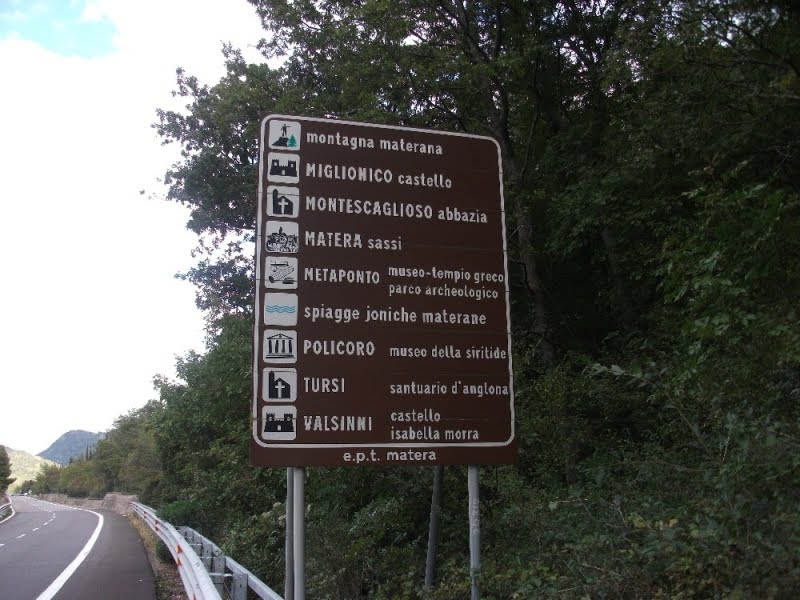 montagna materana
MIGLIONICO castello
MONTESCAGLIOSO abbazia
MATERA sassi
METAPONTO museo-tempio greco
parco archeologico
spiagge joniche materane
POLICORO museo della siritide
TURSI santuario d'anglona
VALSINNI castello
isabella morra
e.p.t. matera